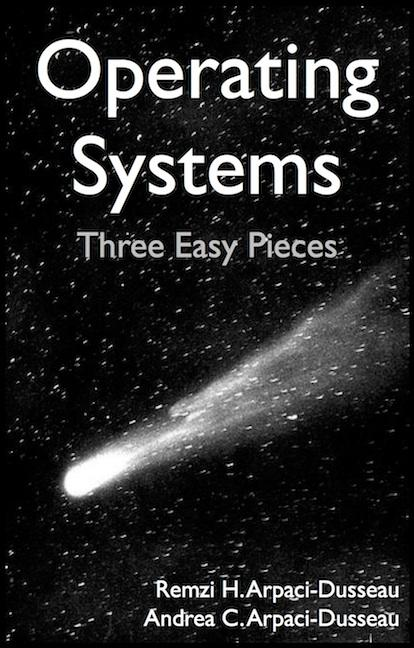 Operating
Systems
Three Easy Pieces
Remzi H. Arpaci-Dusseau
Andrea C. Arpaci-Dusseau